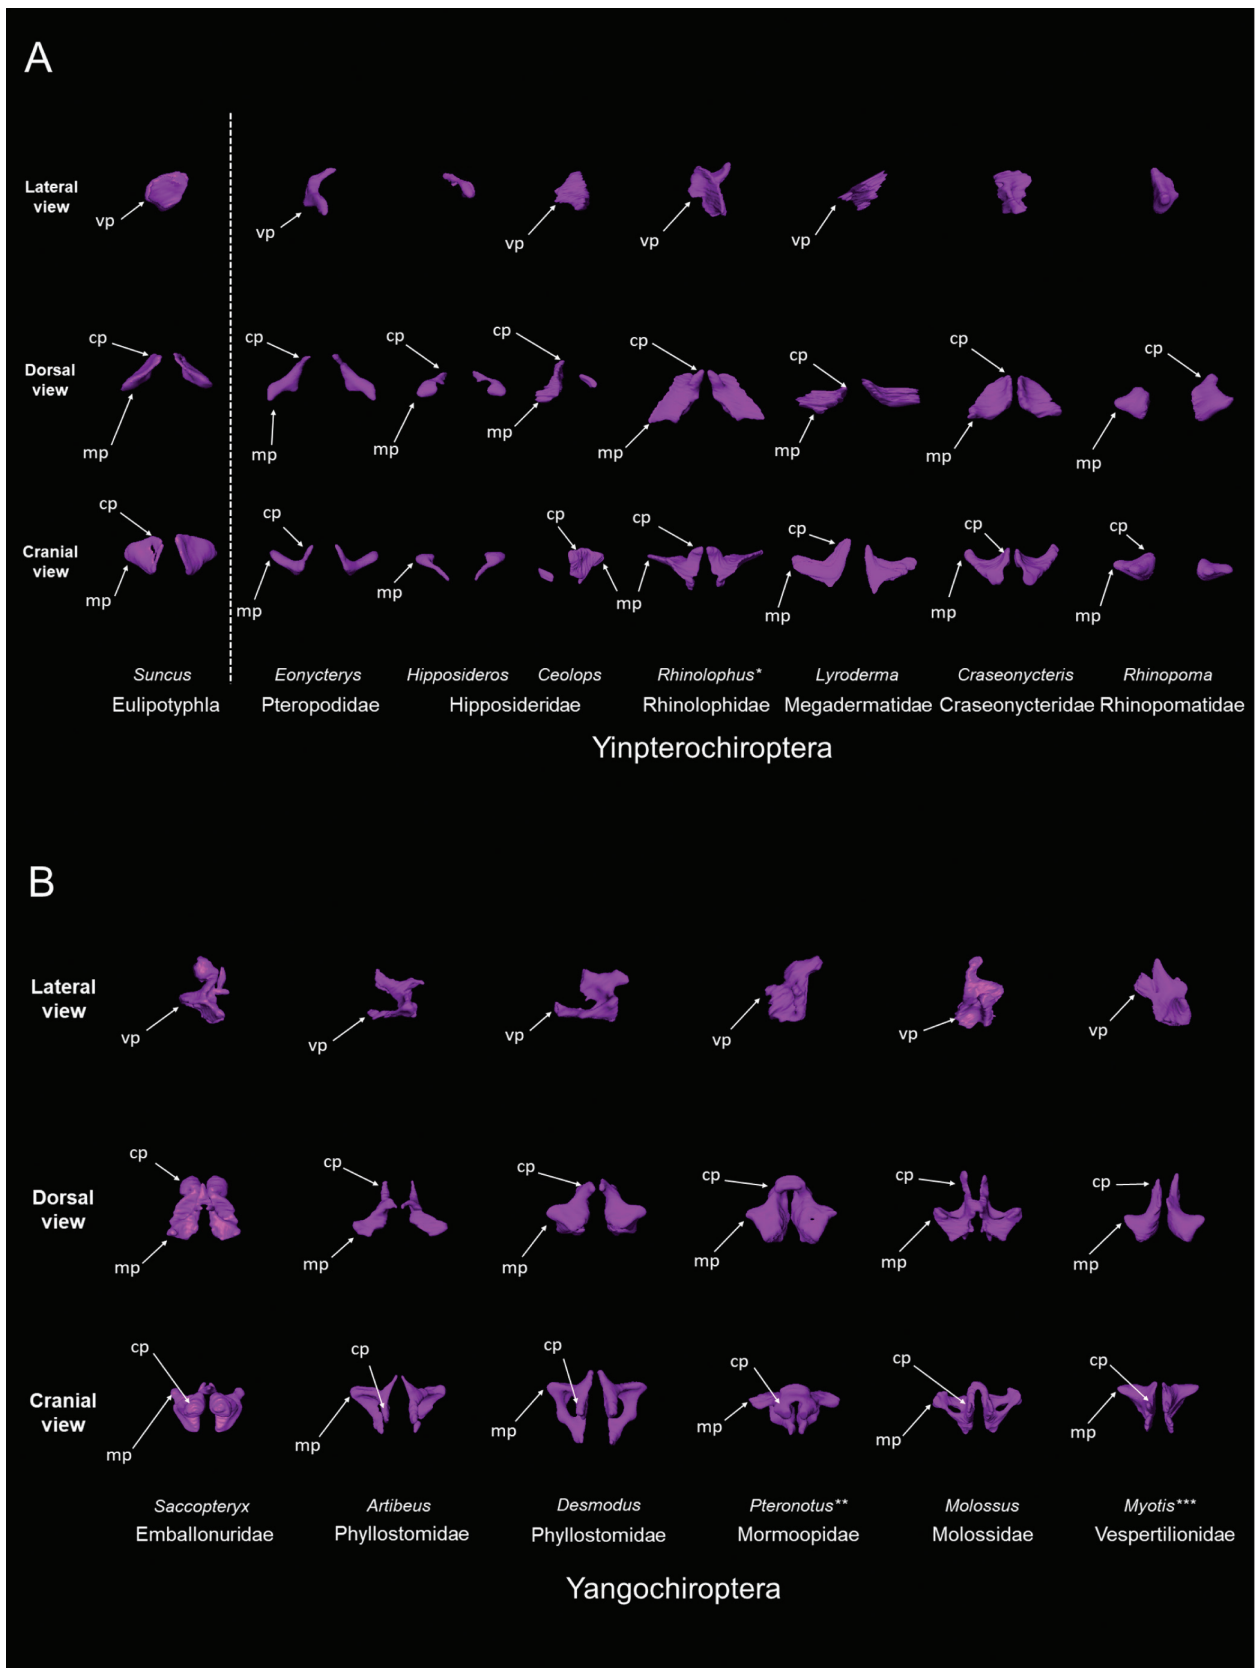 A
Lateral
view
vp
vp
vp
vp
vp
Dorsal
view
cp
cp
cp
cp
cp
cp
cp
cp
mp
mp
mp
mp
mp
mp
mp
mp
Cranial
view
cp
cp
cp
cp
cp
cp
cp
mp
mp
mp
mp
mp
mp
mp
Suncus Eonycterys Hipposideros Ceolops Rhinolophus* Lyroderma Craseonycteris Rhinopoma
Eulipotyphla Pteropodidae Hipposideridae Rhinolophidae Megadermatidae Craseonycteridae Rhinopomatidae
Yinpterochiroptera
B
Lateral
view
vp
vp
vp
vp
vp
vp
Dorsal
view
cp
cp
cp
cp
cp
cp
mp
mp
mp
mp
mp
mp
Cranial
view
cp
cp
cp
cp
cp
cp
mp
mp
mp
mp
mp
mp
Saccopteryx Artibeus Desmodus Pteronotus** Molossus Myotis***
Emballonuridae Phyllostomidae Phyllostomidae Mormoopidae Molossidae Vespertilionidae
Yangochiroptera